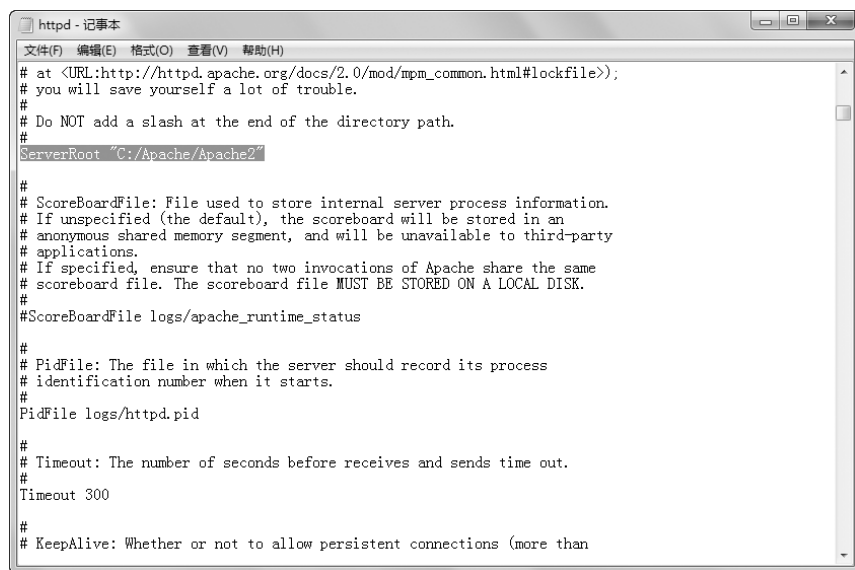 httpd - 记事本
文件(F) 编辑(E) 格式(O) 查看(V) 帮助(H)
# at <URL:http://httpd.apache.org/docs/2.0/mod/mpm_common.html#lockfile>);
# you will save yourself a lot of trouble.
#
# Do NOT add a slash at the end of the directory path.
#
ServerRoot "C:/Apache/Apache2"
#
# ScoreBoardFile: File used to store internal server process information.
# If unspecified (the default), the scoreboard will be stored in an
# anonymous shared memory segment, and will be unavailable to third-party
# applications.
# If specified, ensure that no two invocations of Apache share the same
# scoreboard file. The scoreboard file MUST BE STORED ON A LOCAL DISK.
#
#ScoreBoardFile logs/apache_runtime_status
#
# PidFile: The file in which the server should record its process
# identification number when it starts.
#
PidFile logs/httpd.pid
#
# Timeout: The number of seconds before receives and sends time out.
#
Timeout 300
#
# KeepAlive: Whether or not to allow persistent connections (more than